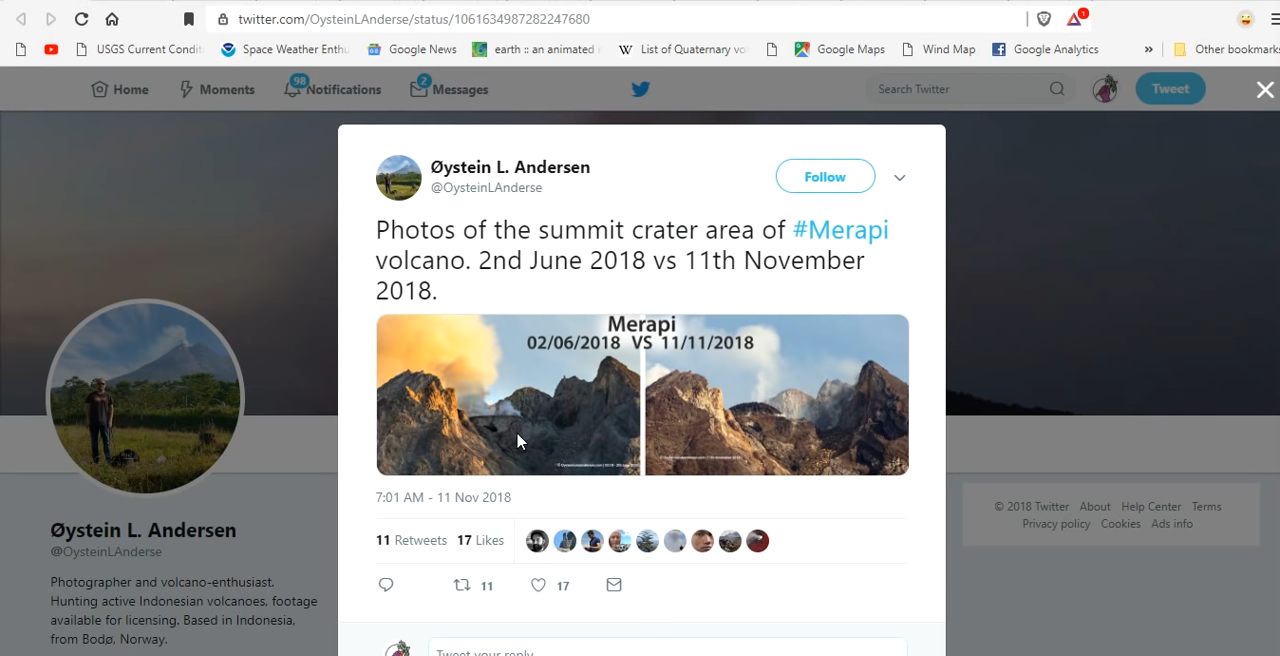 twitter.com/OysteinLAnderse/status/1061634987282247680
1
USGS Current Condit
Space Weather Enthu
Google News
earth :: an animated
W List of Quaternary vo
Google Maps
Wind Map
Google Analytics
»
Other bookmarks
Home
Moments
98
Notifications
2
Messages
Search Twitter
Tweet
Øystein L. Andersen
@OysteinLAnderse
Follow
Photos of the summit crater area of #Merapi
volcano. 2nd June 2018 vs 11th November
2018.
Merapi
02/06/2018 VS 11/11/2018
7:01 AM - 11 Nov 2018
11 Retweets 17 Likes
11
17
Tweet your reply
Øystein L. Andersen
@OysteinLAnderse
Photographer and volcano-enthusiast.
Hunting active Indonesian volcanoes, footage
available for licensing. Based in Indonesia,
from Bodø, Norway.
© 2018 Twitter About Help Center Terms
Privacy policy Cookies Ads info